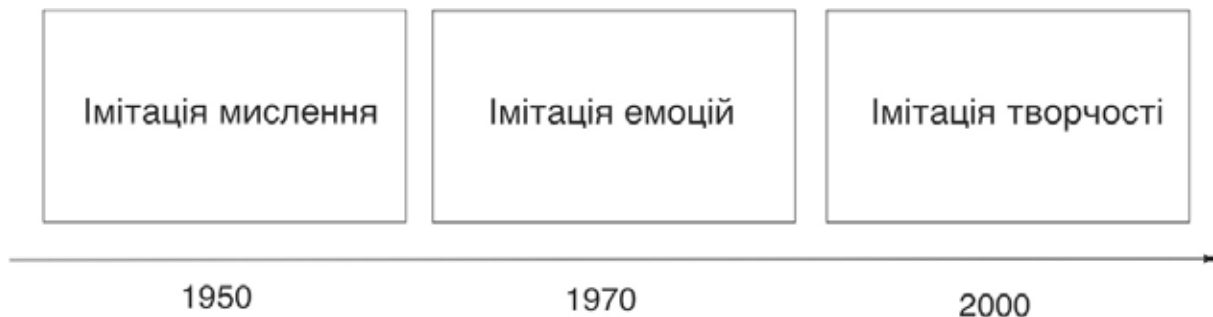 Імітація мислення
Імітація емоцій
Імітація творчості
1950
1970
2000